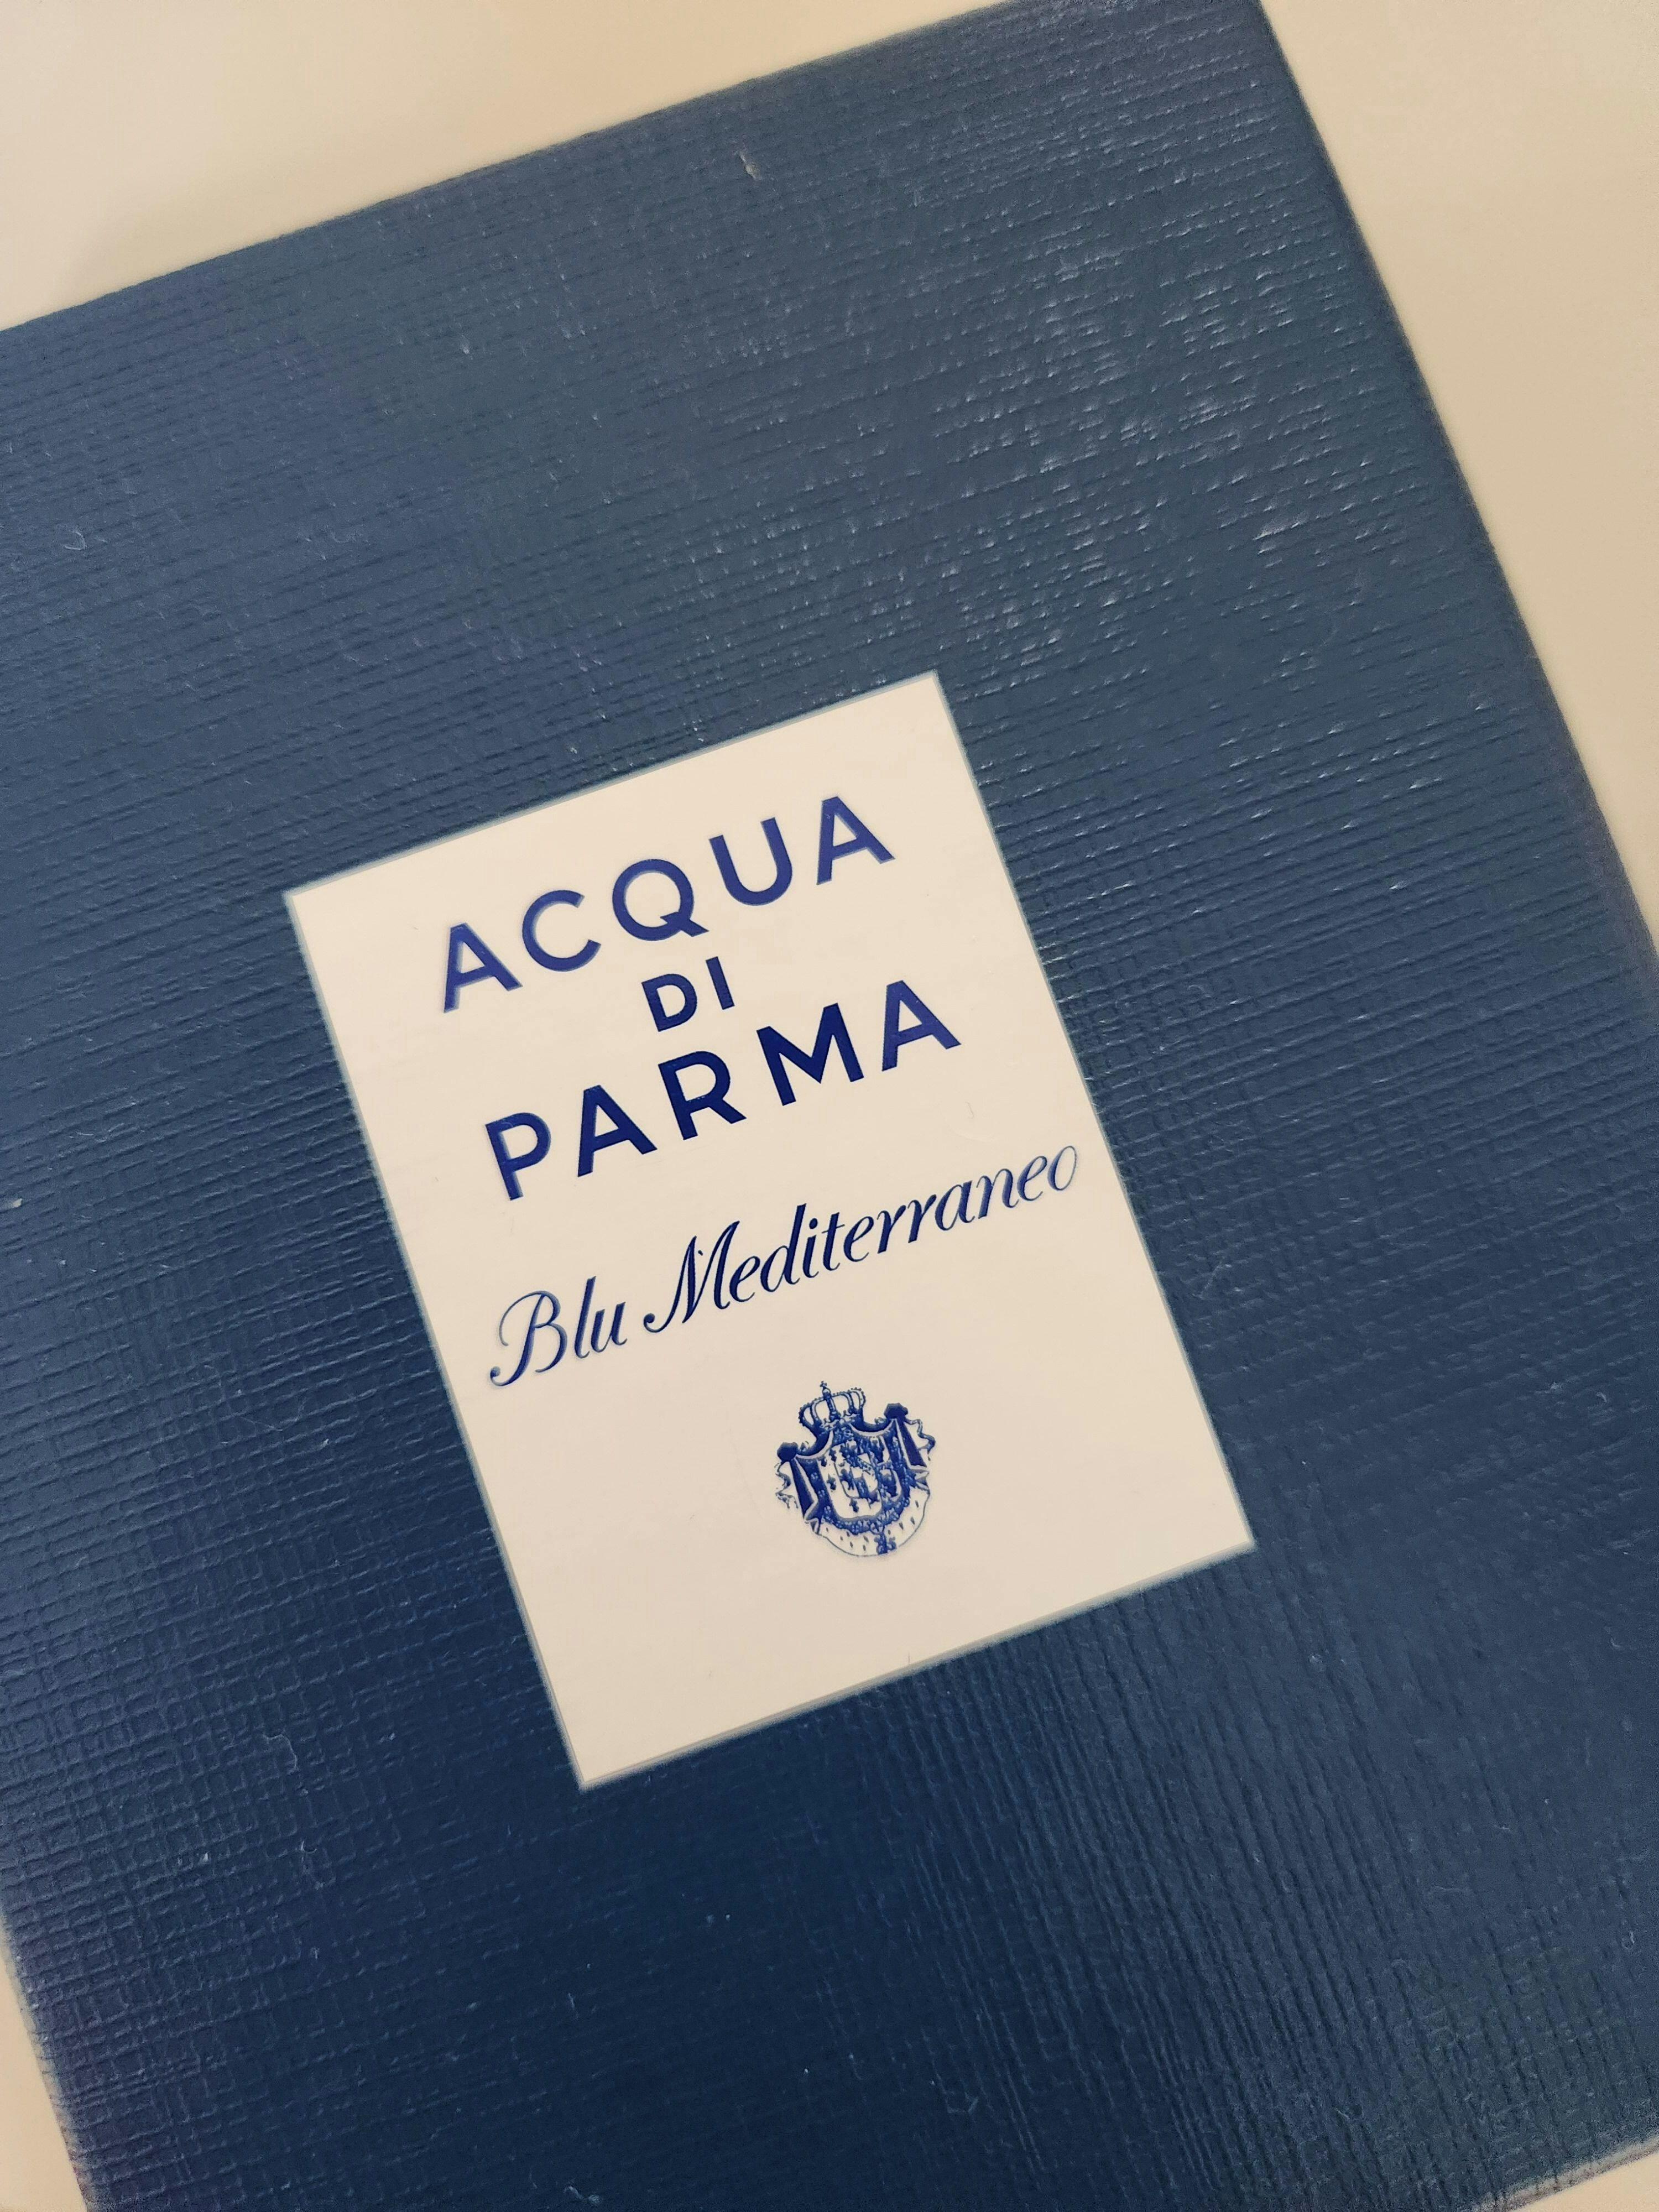 ACQUA
DI
PARMA
Blu Mediterraneo